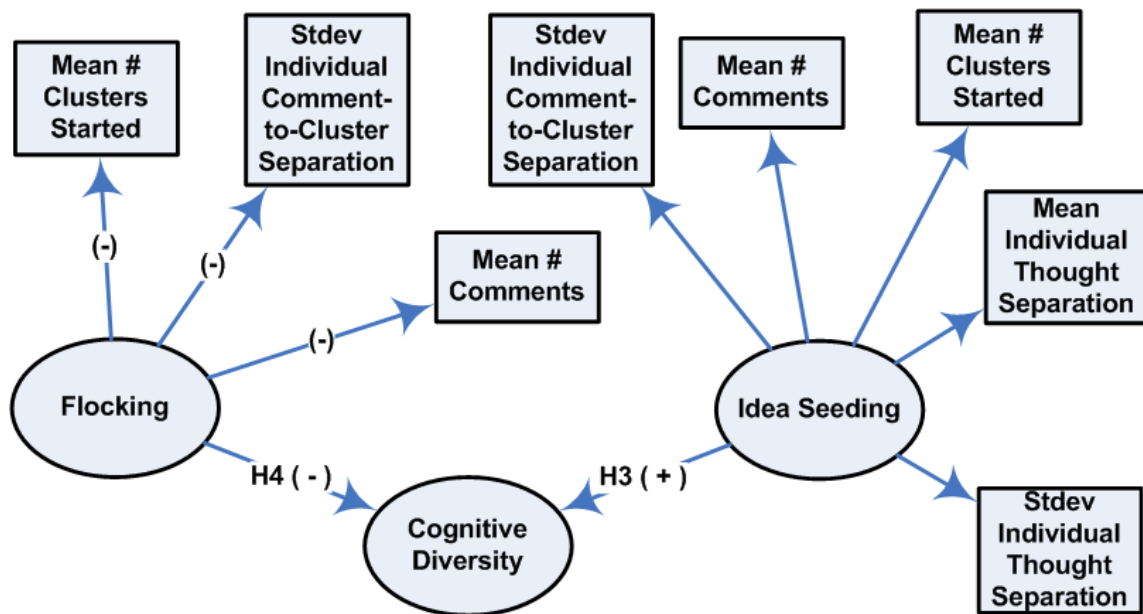 Mean #
Clusters
Started
Stdev
Individual
Comment-
to-Cluster
Separation
Stdev
Individual
Comment-
to-Cluster
Separation
Mean #
Comments
Mean #
Clusters
Started
(-)
(-)
Mean #
Comments
(-)
Mean
Individual
Thought
Separation
Flocking
Idea Seeding
H4 ( - )
H3 ( + )
Cognitive
Diversity
Stdev
Individual
Thought
Separation